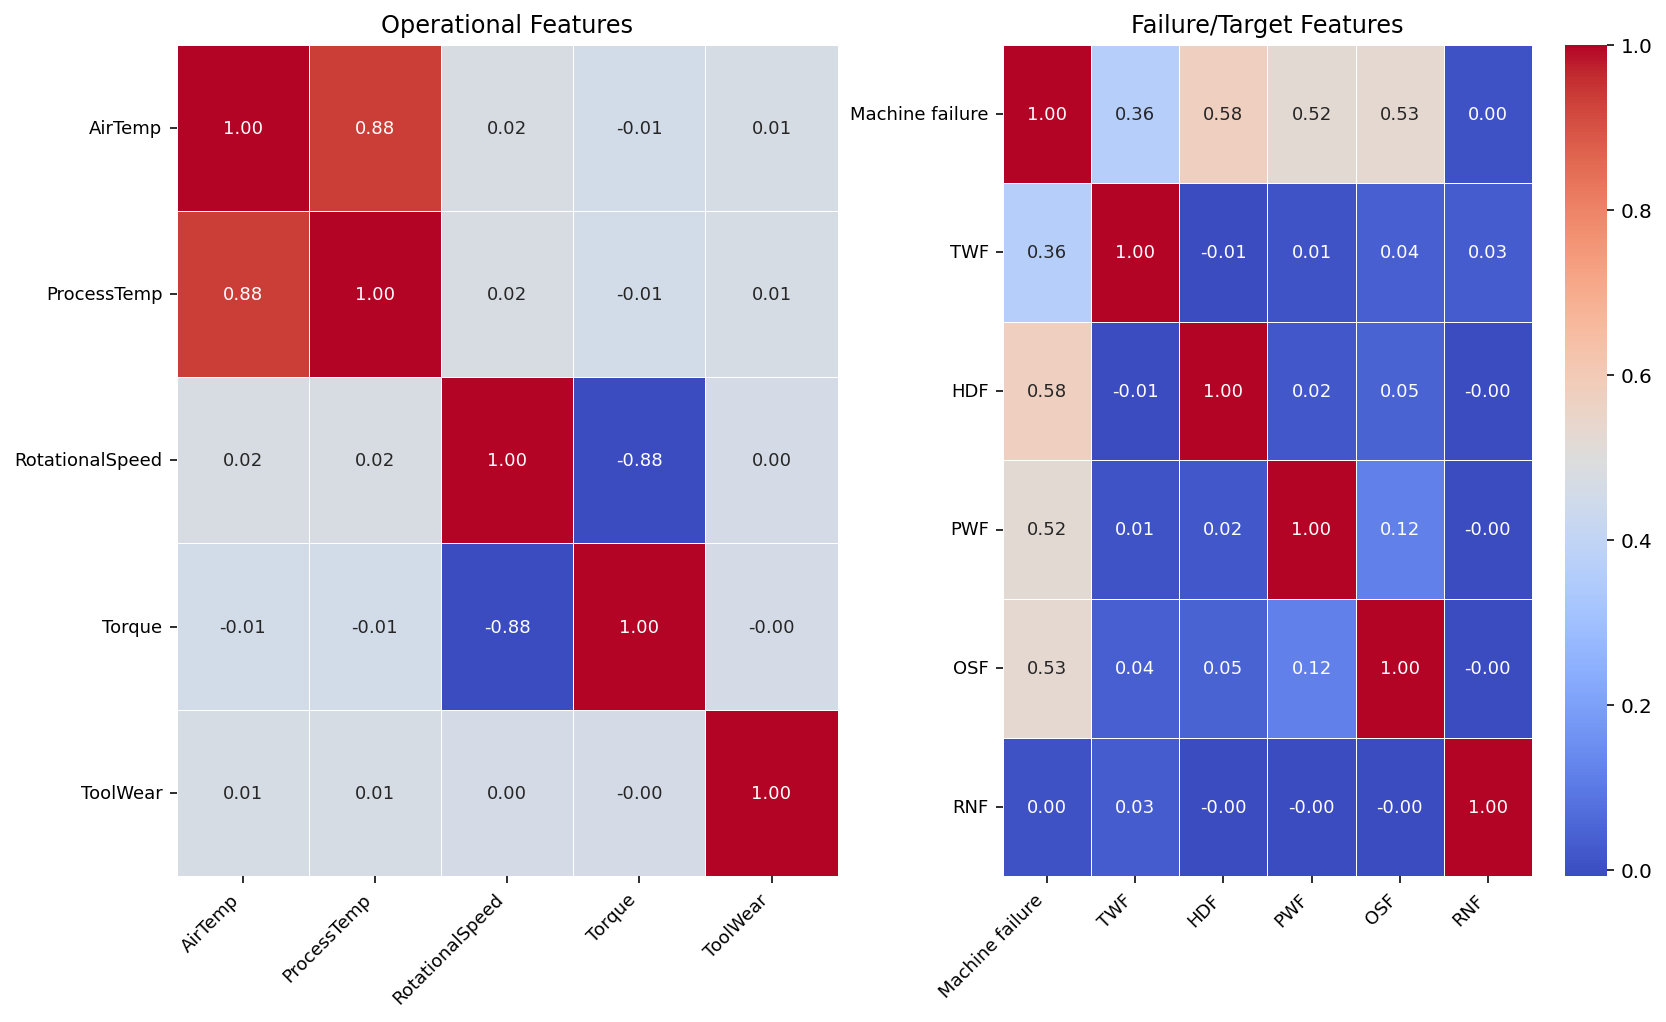 Operational Features
AirTemp 1.00 0.88 0.02 -0.01 0.01
ProcessTemp 0.88 1.00 0.02 -0.01 0.01
RotationalSpeed 0.02 0.02 1.00 -0.88 0.00
Torque -0.01 -0.01 -0.88 1.00 -0.00
ToolWear 0.01 0.01 0.00 -0.00 1.00
AirTemp ProcessTemp RotationalSpeed Torque ToolWear
Failure/Target Features
Machine failure 1.00 0.36 0.58 0.52 0.53 0.00
TWF 0.36 1.00 -0.01 0.01 0.04 0.03
HDF 0.58 -0.01 1.00 0.02 0.05 -0.00
PWF 0.52 0.01 0.02 1.00 0.12 -0.00
OSF 0.53 0.04 0.05 0.12 1.00 -0.00
RNF 0.00 0.03 -0.00 -0.00 -0.00 1.00
Machine failure TWF HDF PWF OSF RNF
1.0
0.8
0.6
0.4
0.2
0.0